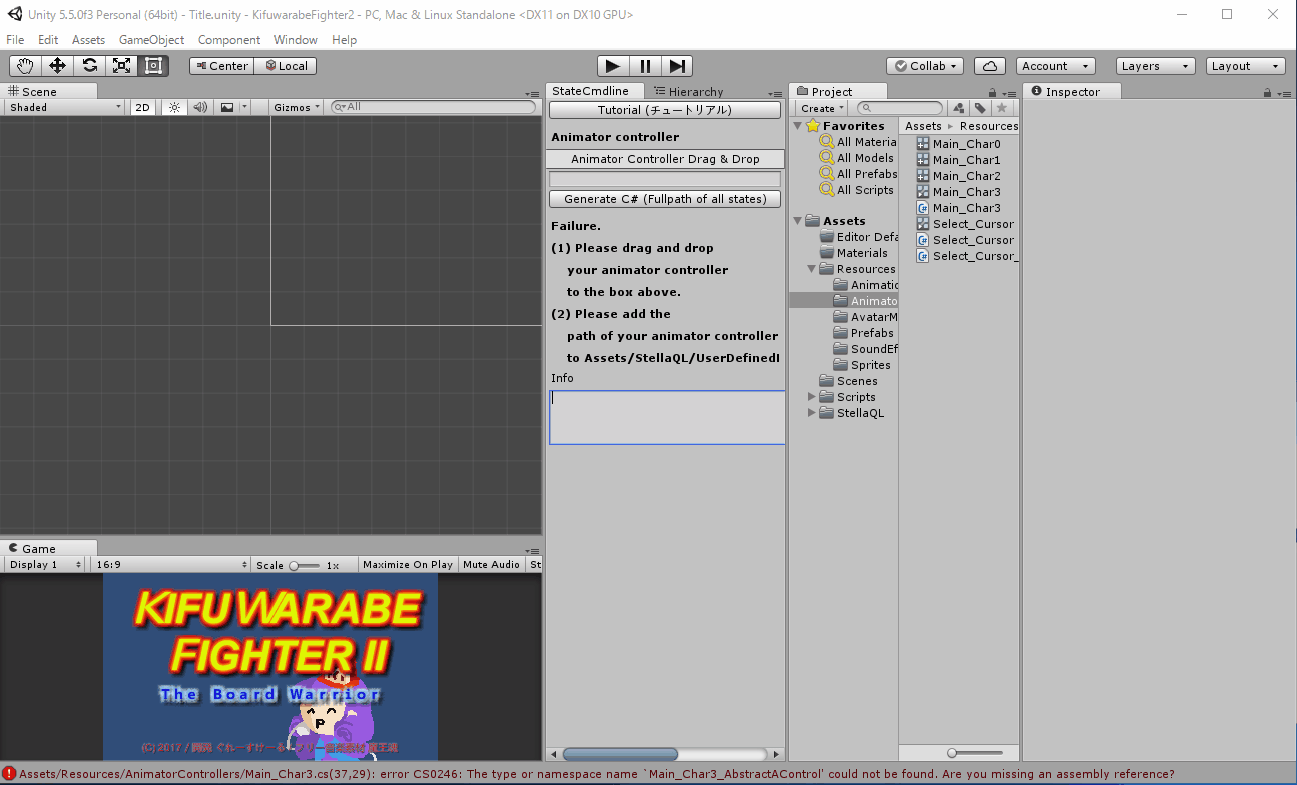 Unity 5.5.0f3 Personal (64bit) - Title.unity - KifuwarabeFighter2 - PC, Mac & Linux Standalone <DX11 on DX10 GPU>
File Edit Assets GameObject Component Window Help
Center Local Collab Account Layers Layout
Scene
Shaded 2D Gizmos All
StateCmdline Hierarchy
Tutorial (チュートリアル)
Animator controller
Animator Controller Drag & Drop
Generate C# (Fullpath of all states)
Failure.
(1) Please drag and drop
your animator controller
to the box above.
(2) Please add the
path of your animator controller
to Assets/StellaQL/UserDefinedI
Info
Project
Create
Favorites
All Materia
All Models
All Prefabs
All Scripts
Assets
Editor Defa
Materials
Resources
Animatic
Animato
AvatarM
Prefabs
SoundEf
Sprites
Scenes
Scripts
StellaQL
Assets Resources
Main_Char0
Main_Char1
Main_Char2
Main_Char3
Main_Char3
Select_Cursor
Select_Cursor
Select_Cursor_
Inspector
Game
Display 1 16:9 Scale 1x Maximize On Play Mute Audio St
KIFUWARABE
FIGHTER II
The Board Warrior
(C) 2017 /
Assets/Resources/AnimatorControllers/Main_Char3.cs(37,29): error CS0246: The type or namespace name `Main_Char3_AbstractAControl' could not be found. Are you missing an assembly reference?